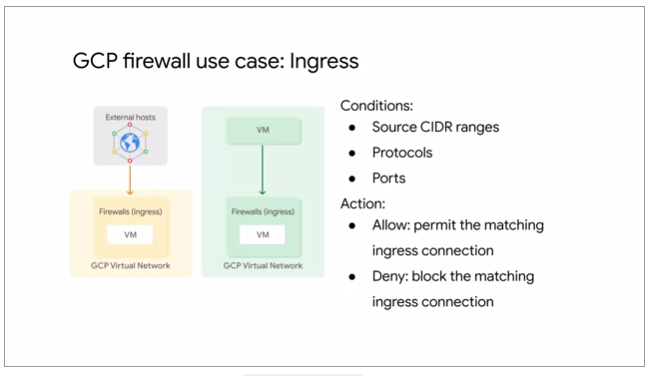 GCP firewall use case: Ingress
External hosts
Firewalls (ingress)
VM
GCP Virtual Network
VM
Firewalls (ingress)
VM
GCP Virtual Network
Conditions:
● Source CIDR ranges
● Protocols
● Ports
Action:
● Allow: permit the matching
ingress connection
● Deny: block the matching
ingress connection